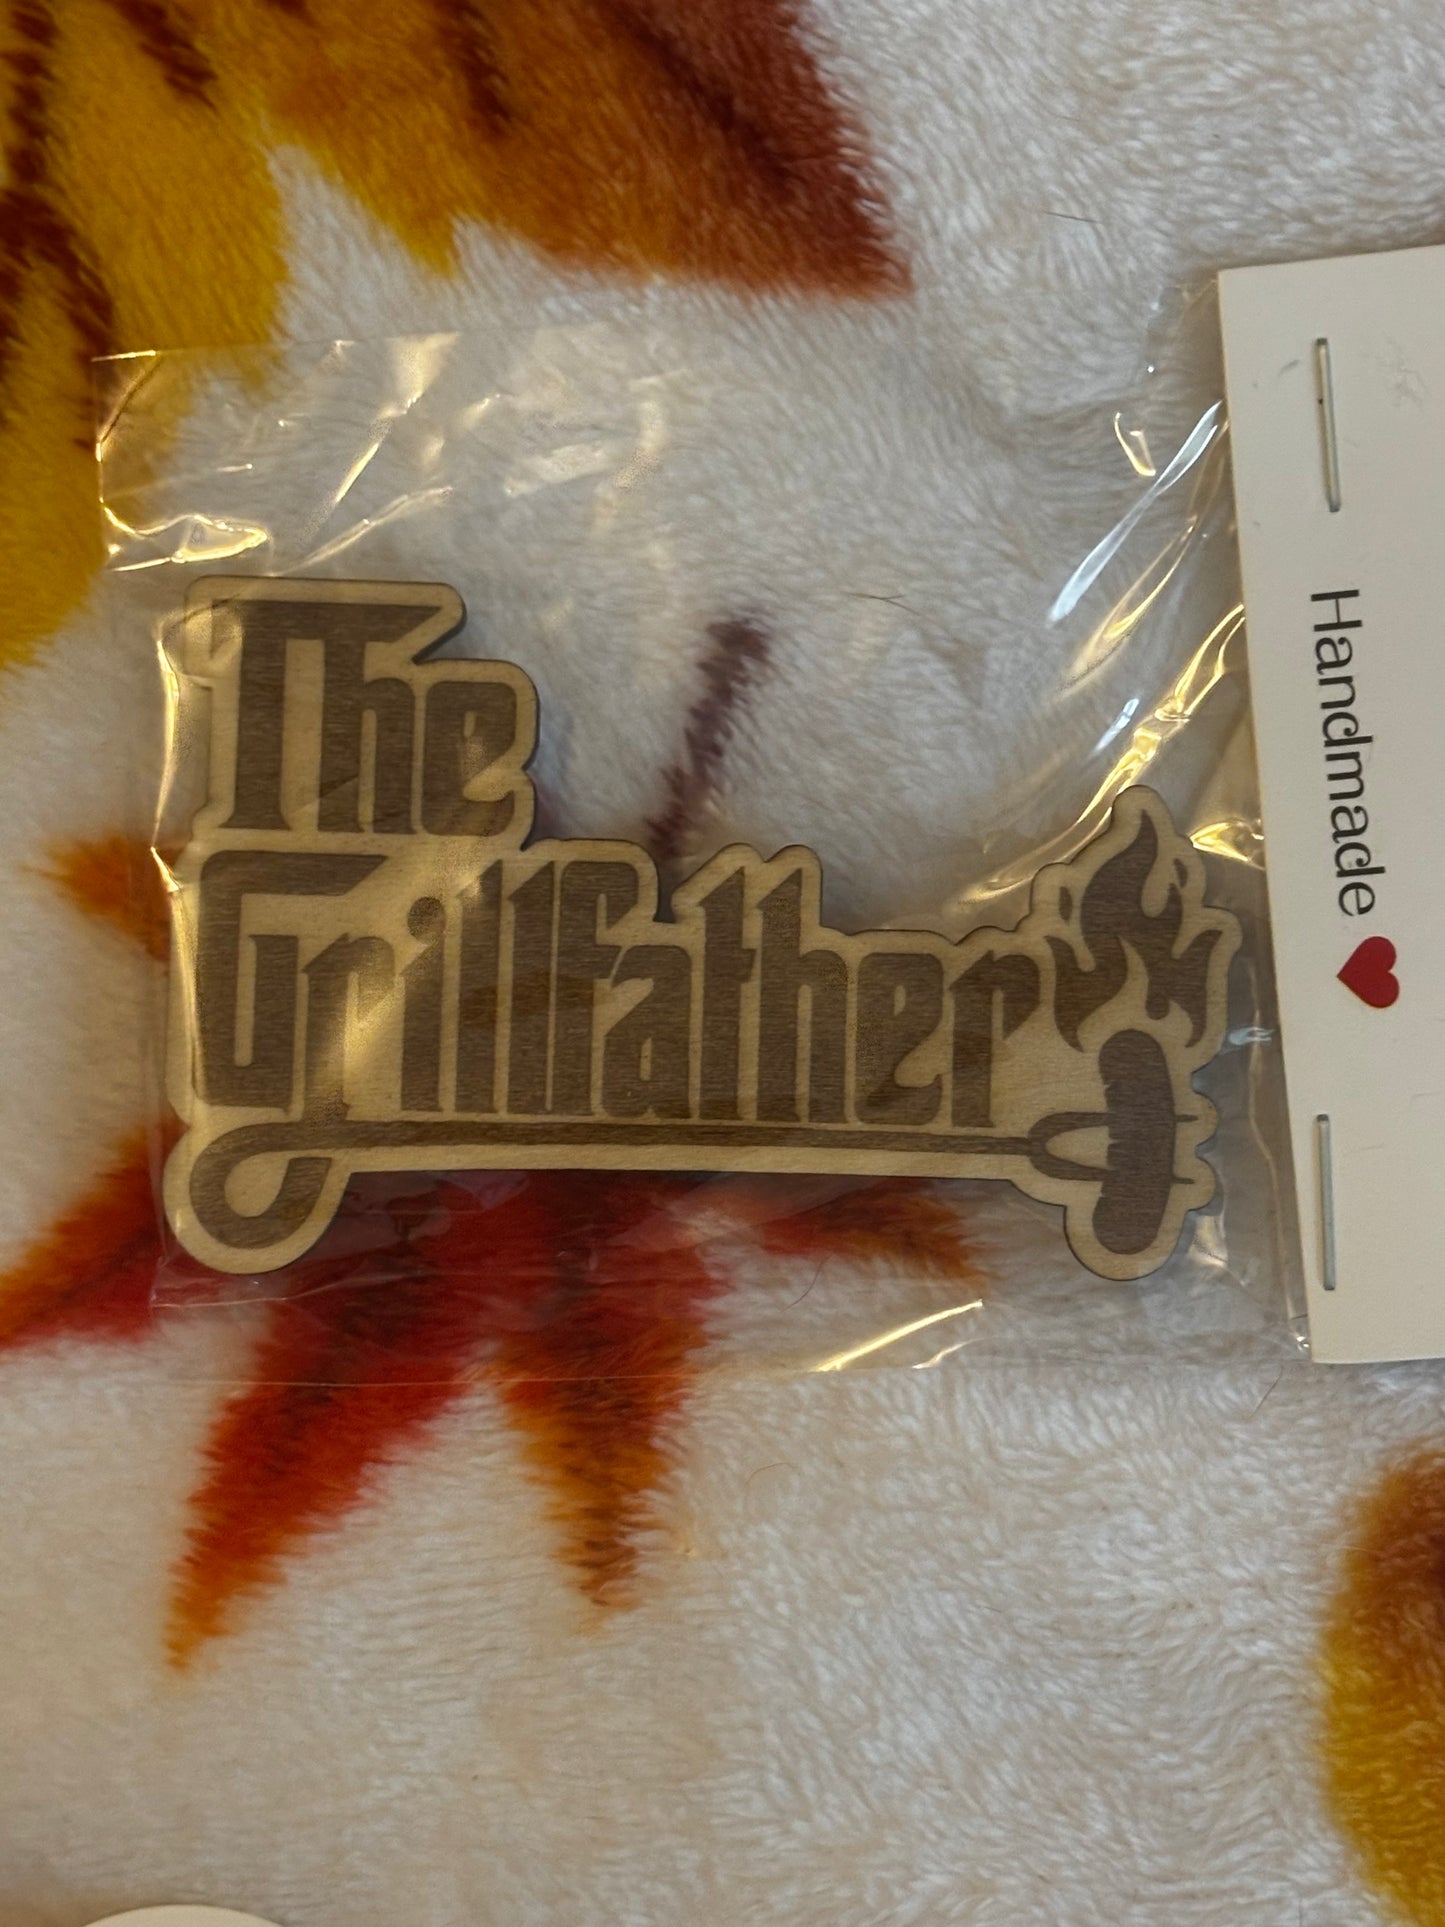 The
Grillfather
Handmade ❤